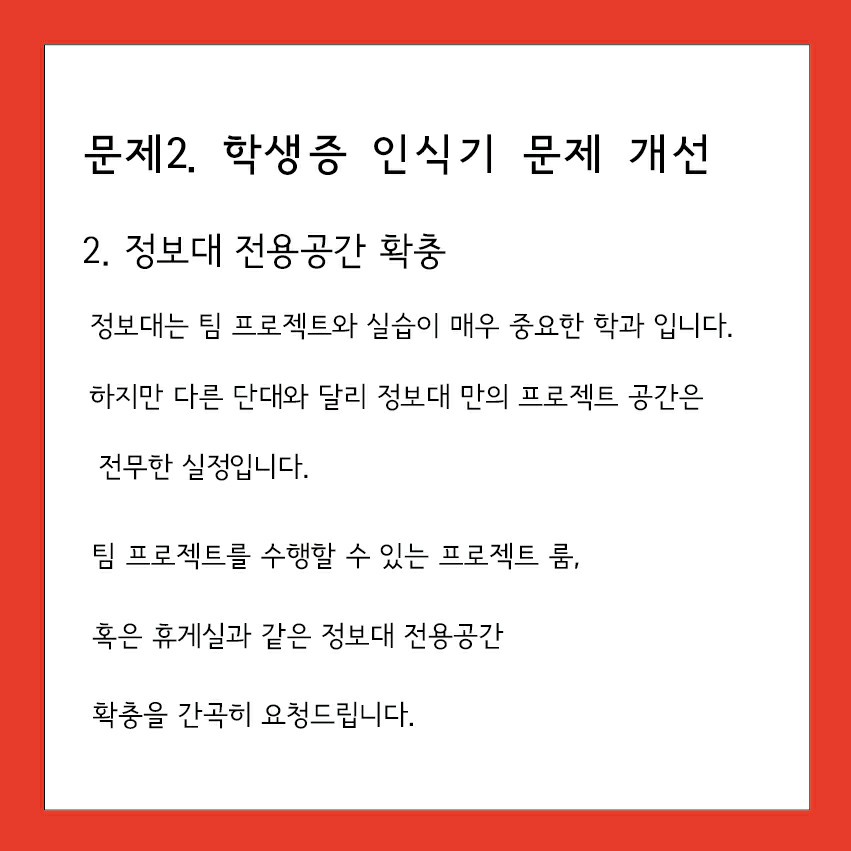 문제2. 학생증 인식기 문제 개선
2. 정보대 전용공간 확충
정보대는 팀 프로젝트와 실습이 매우 중요한 학과 입니다.
하지만 다른 단대와 달리 정보대 만의 프로젝트 공간은
전무한 실정입니다.
팀 프로젝트를 수행할 수 있는 프로젝트 룸,
혹은 휴게실과 같은 정보대 전용공간
확충을 간곡히 요청드립니다.